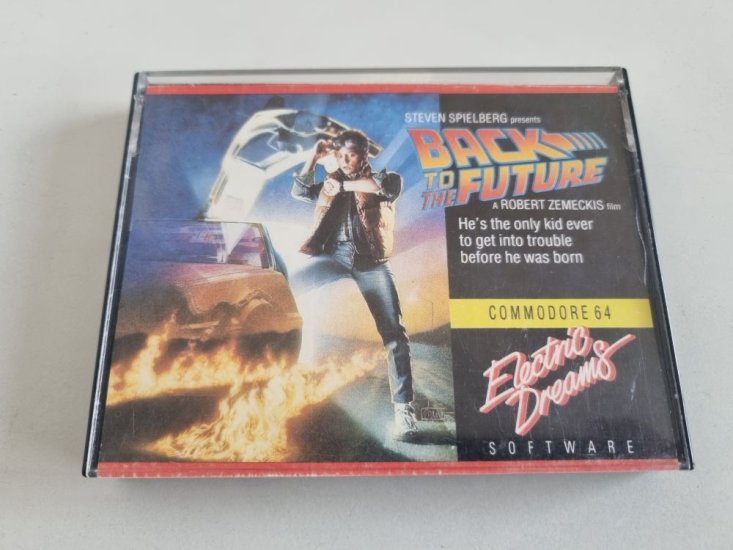 STEVEN SPIELBERG presents
BACK
TO
THE FUTURE
A ROBERT ZEMECKIS film
He's the only kid ever
to get into trouble
before he was born
COMMODORE 64
Electric
Dreams
SOFTWARE